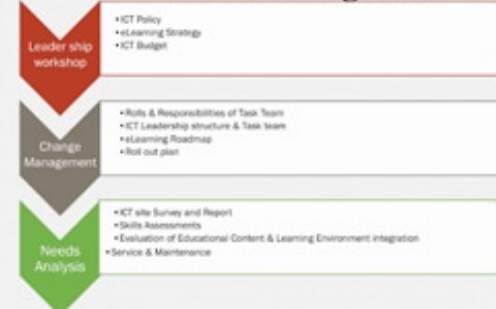 Leader ship
workshop
•ICT Policy
•eLearning Strategy
•ICT Budget
Change
Management
•Rolls & Responsibilities of Task Team
•ICT Leadership structure & Task team
•eLearning Roadmap
•Roll out plan
Needs
Analysis
•ICT site Survey and Report
•Skills Assessments
•Evaluation of Educational Content & Learning Environment integration
•Service & Maintenance